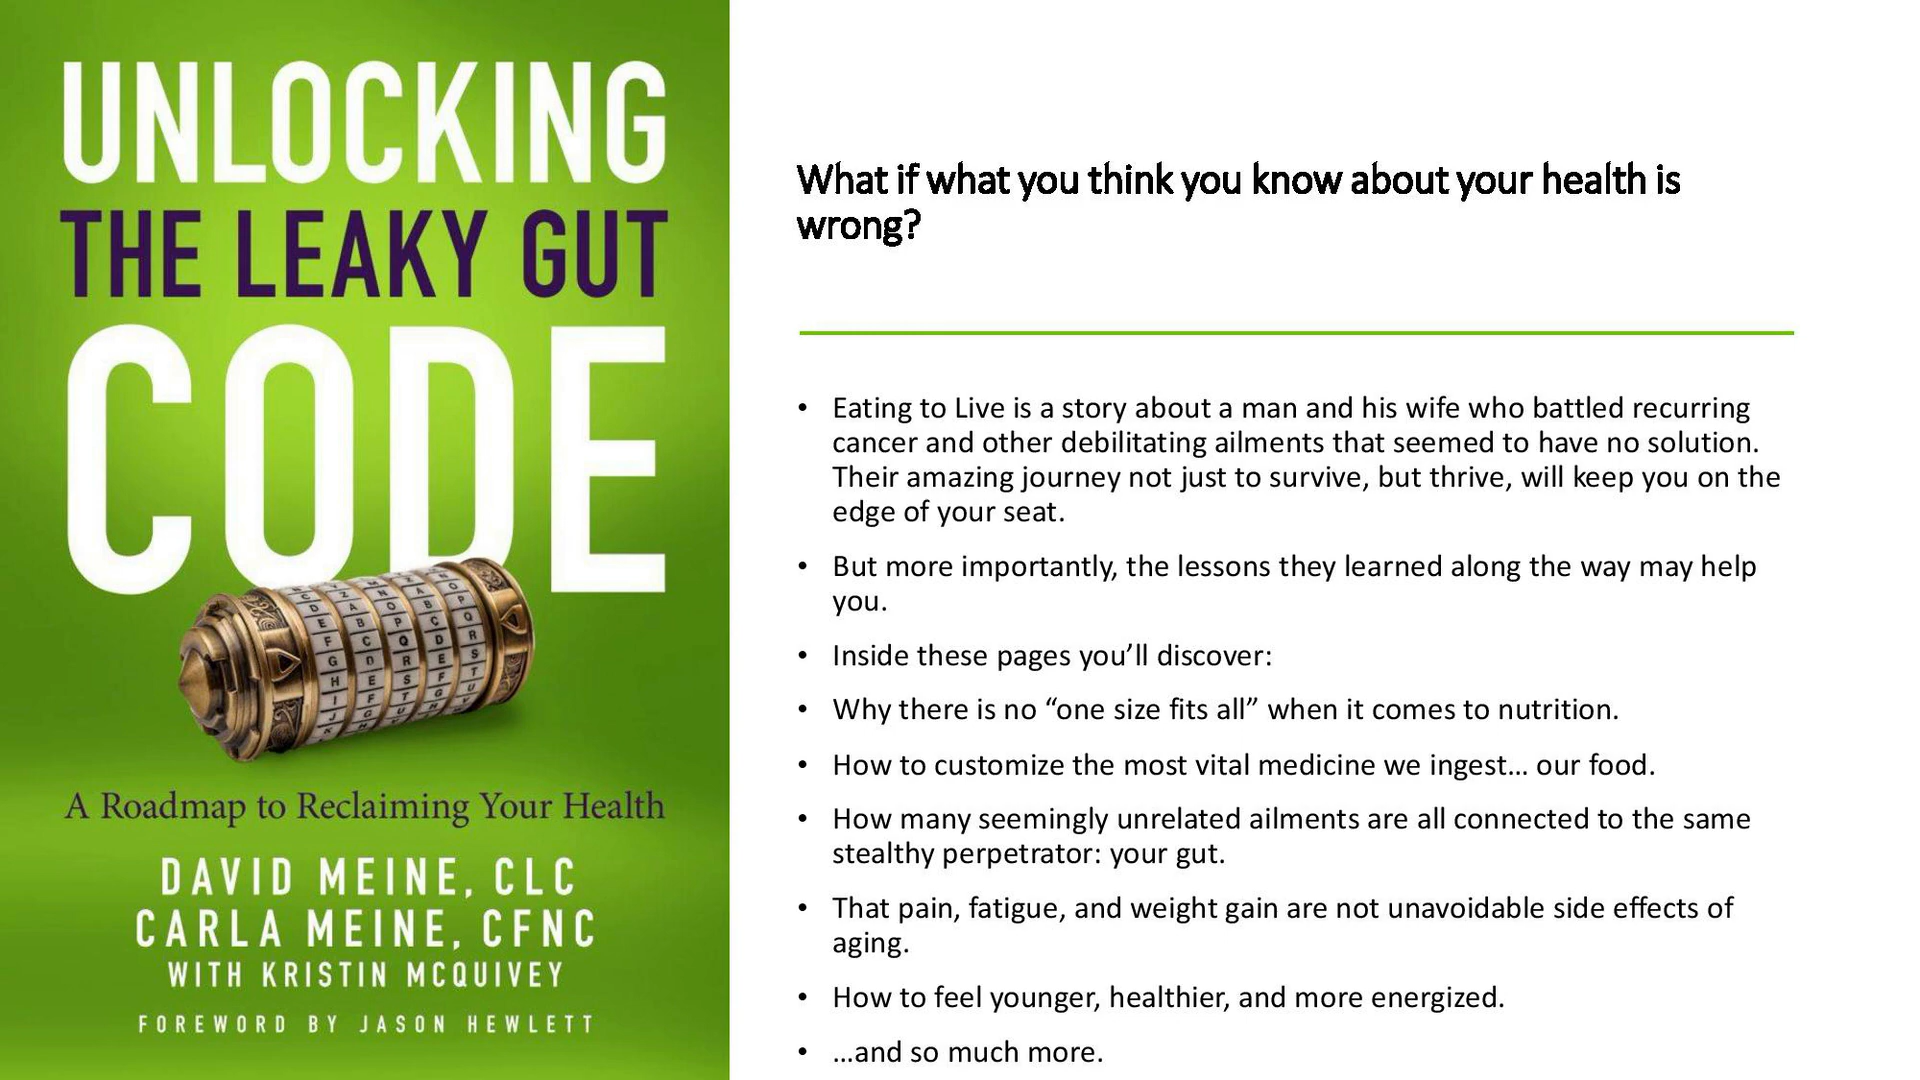 UNLOCKING
THE LEAKY GUT
CODE
A Roadmap to Reclaiming Your Health
DAVID MEINE, CLC
CARLA MEINE, CFNC
WITH KRISTIN MCQUIVEY
FOREWORD BY JASON HEWLETT
What if what you think you know about your health is
wrong?
• Eating to Live is a story about a man and his wife who battled recurring
cancer and other debilitating ailments that seemed to have no solution.
Their amazing journey not just to survive, but thrive, will keep you on the
edge of your seat.
• But more importantly, the lessons they learned along the way may help
you.
• Inside these pages you’ll discover:
• Why there is no “one size fits all” when it comes to nutrition.
• How to customize the most vital medicine we ingest… our food.
• How many seemingly unrelated ailments are all connected to the same
stealthy perpetrator: your gut.
• That pain, fatigue, and weight gain are not unavoidable side effects of
aging.
• How to feel younger, healthier, and more energized.
• …and so much more.